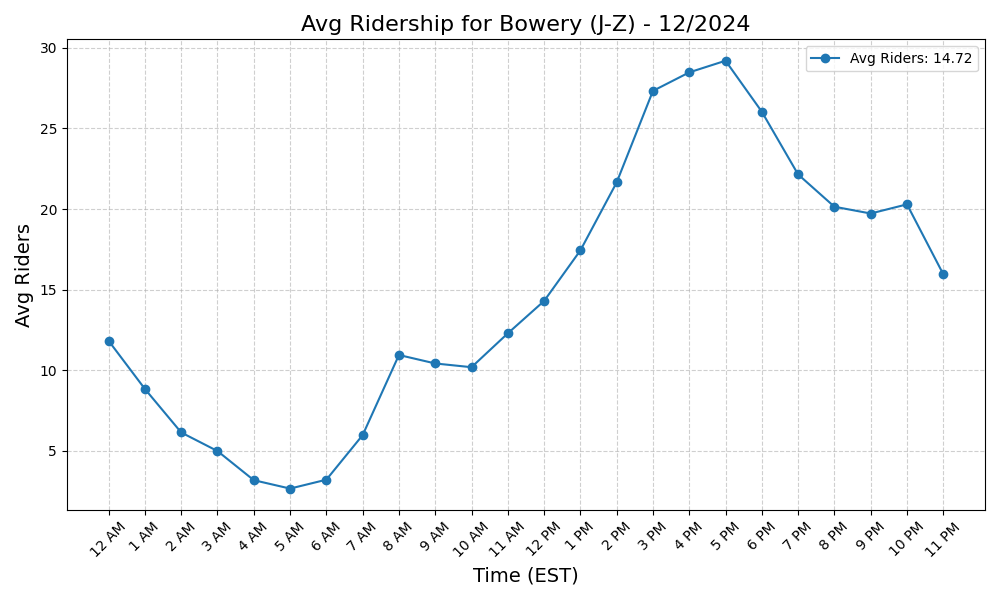 Avg Ridership for Bowery (J-Z) - 12/2024
Avg Riders: 14.72
30
25
20
15
10
5
Avg Riders
12 AM
1 AM
2 AM
3 AM
4 AM
5 AM
6 AM
7 AM
8 AM
9 AM
10 AM
11 AM
12 PM
1 PM
2 PM
3 PM
4 PM
5 PM
6 PM
7 PM
8 PM
9 PM
10 PM
11 PM
Time (EST)